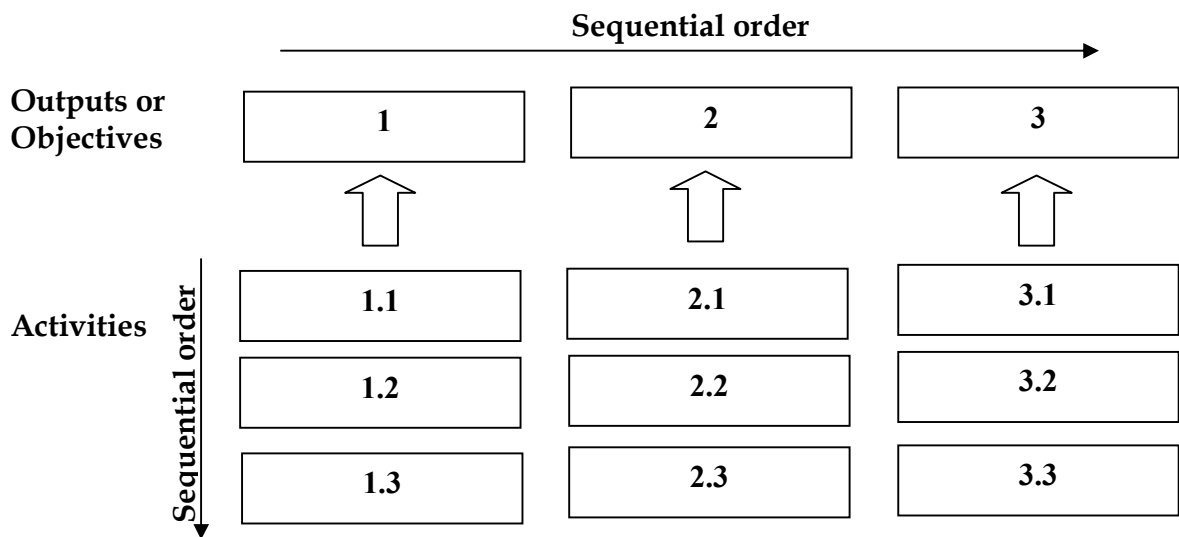 Sequential order
Outputs or
Objectives
1 2 3
Activities
Sequential order
1.1 2.1 3.1
1.2 2.2 3.2
1.3 2.3 3.3